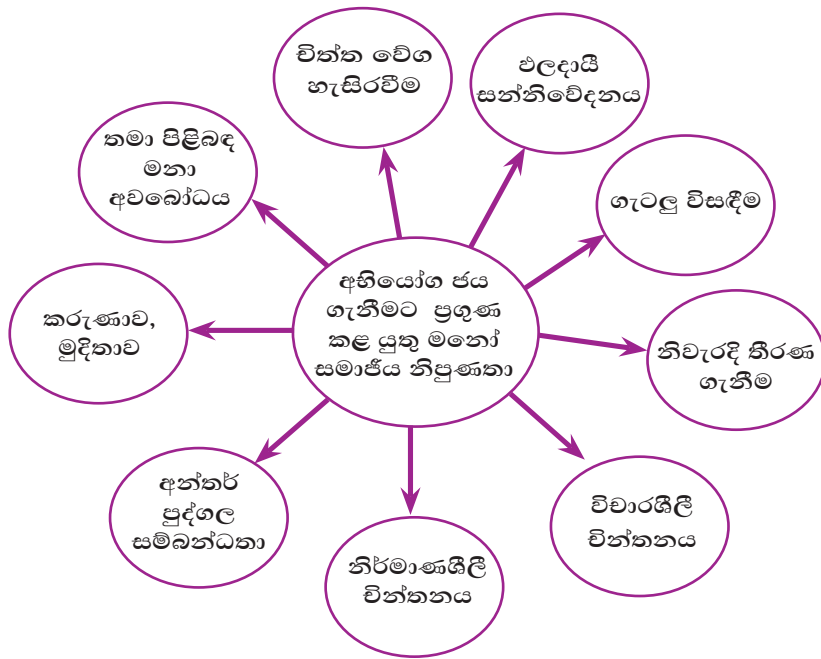 චිත්ත වේග
හැසිරවීම
ඵලදායී
සන්නිවේදනය
තමා පිළිබඳ
මනා
අවබෝධය
ගැටලු විසඳීම
අභියෝග ජය
ගැනීමට ප්‍රගුණ
කළ යුතු මනෝ
සමාජීය නිපුණතා
කරුණාව,
මුදිතාව
නිවැරදි තීරණ
ගැනීම
අන්තර්
පුද්ගල
සම්බන්ධතා
විචාරශීලී
චින්තනය
නිර්මාණශීලී
චින්තනය